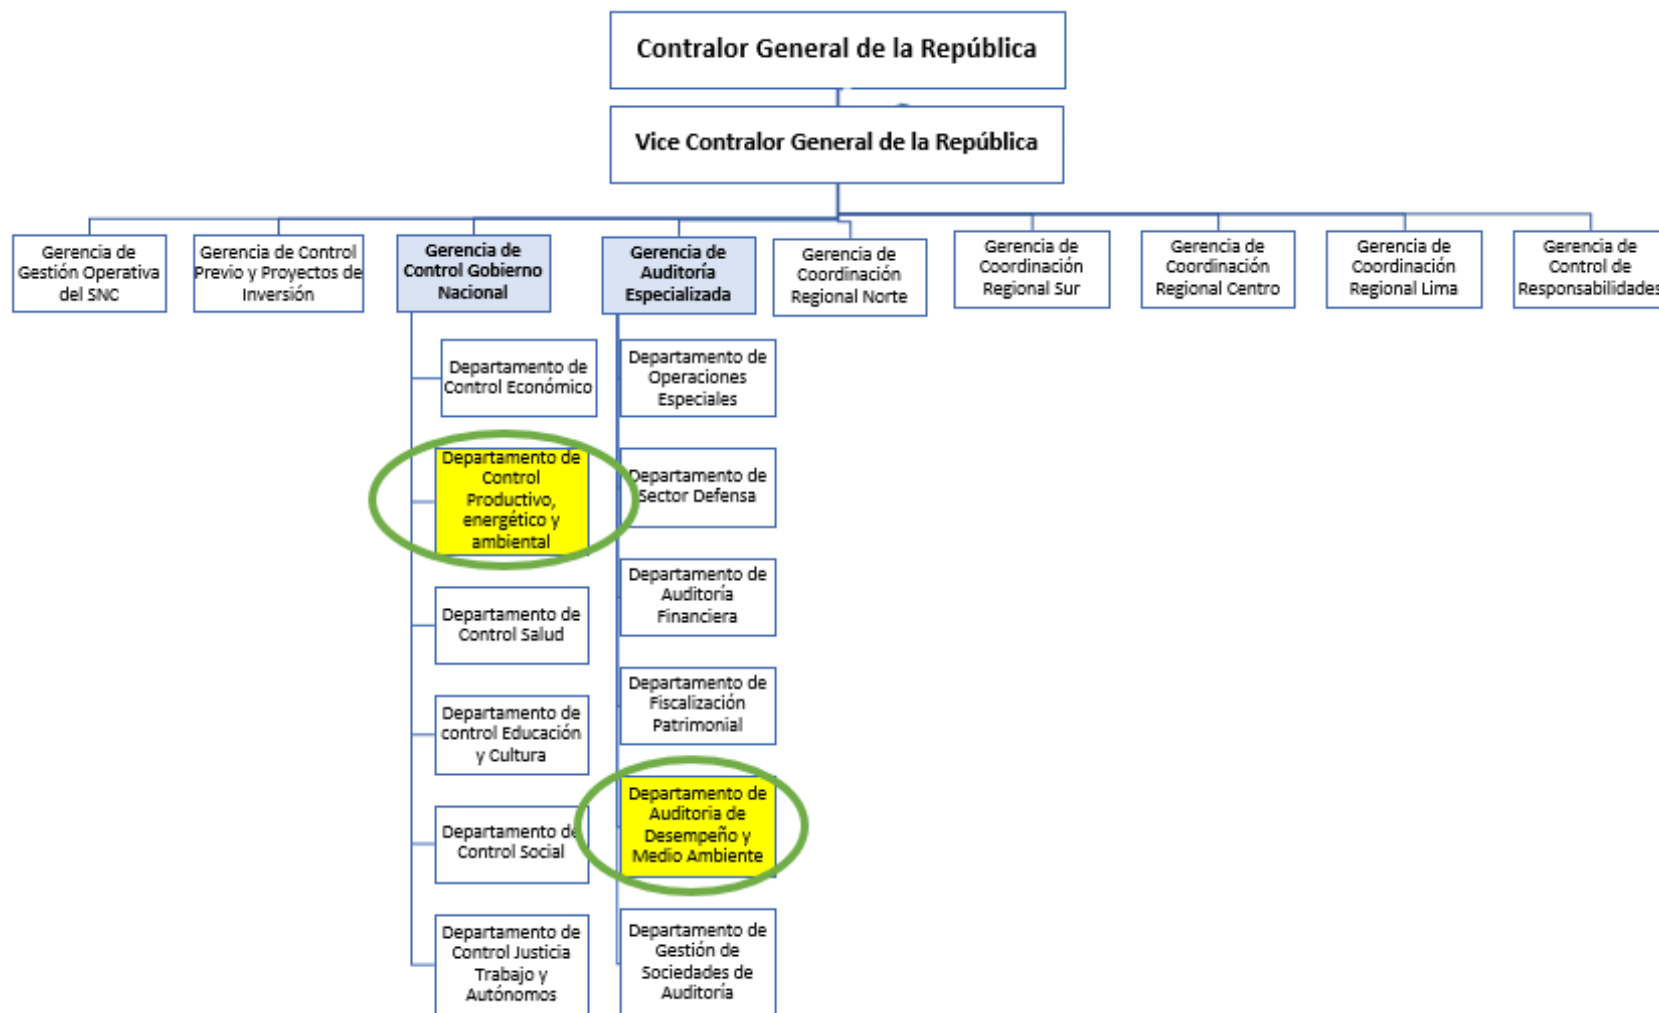 Contralor General de la República
Vice Contralor General de la República
Gerencia de
Gestión Operativa
del SNC
Gerencia de Control
Previo y Proyectos de
Inversión
Gerencia de
Control Gobierno
Nacional
Gerencia de
Auditoría
Especializada
Gerencia de
Coordinación
Regional Norte
Gerencia de
Coordinación
Regional Sur
Gerencia de
Coordinación
Regional Centro
Gerencia de
Coordinación
Regional Lima
Gerencia de
Control de
Responsabilidades
Departamento de
Control Económico
Departamento de
Control
Productivo,
energético y
ambiental
Departamento de
Control Salud
Departamento de
control Educación
y Cultura
Departamento de
Control Social
Departamento de
Control Justicia
Trabajo y
Autónomos
Departamento de
Operaciones
Especiales
Departamento de
Sector Defensa
Departamento de
Auditoría
Financiera
Departamento de
Fiscalización
Patrimonial
Departamento de
Auditoria de
Desempeño y
Medio Ambiente
Departamento de
Gestión de
Sociedades de
Auditoría